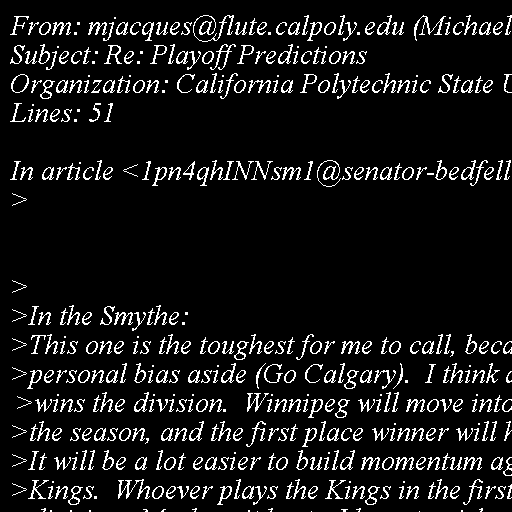 From: mjacques@flute.calpoly.edu (Michael
Subject: Re: Playoff Predictions
Organization: California Polytechnic State U
Lines: 51
In article <1pn4qhINNsm1@senator-bedfell
>
>
>In the Smythe:
>This one is the toughest for me to call, beca
>personal bias aside (Go Calgary).  I think a
>wins the division.  Winnipeg will move into
>the season, and the first place winner will h
>It will be a lot easier to build momentum ag
>Kings.  Whoever plays the Kings in the first